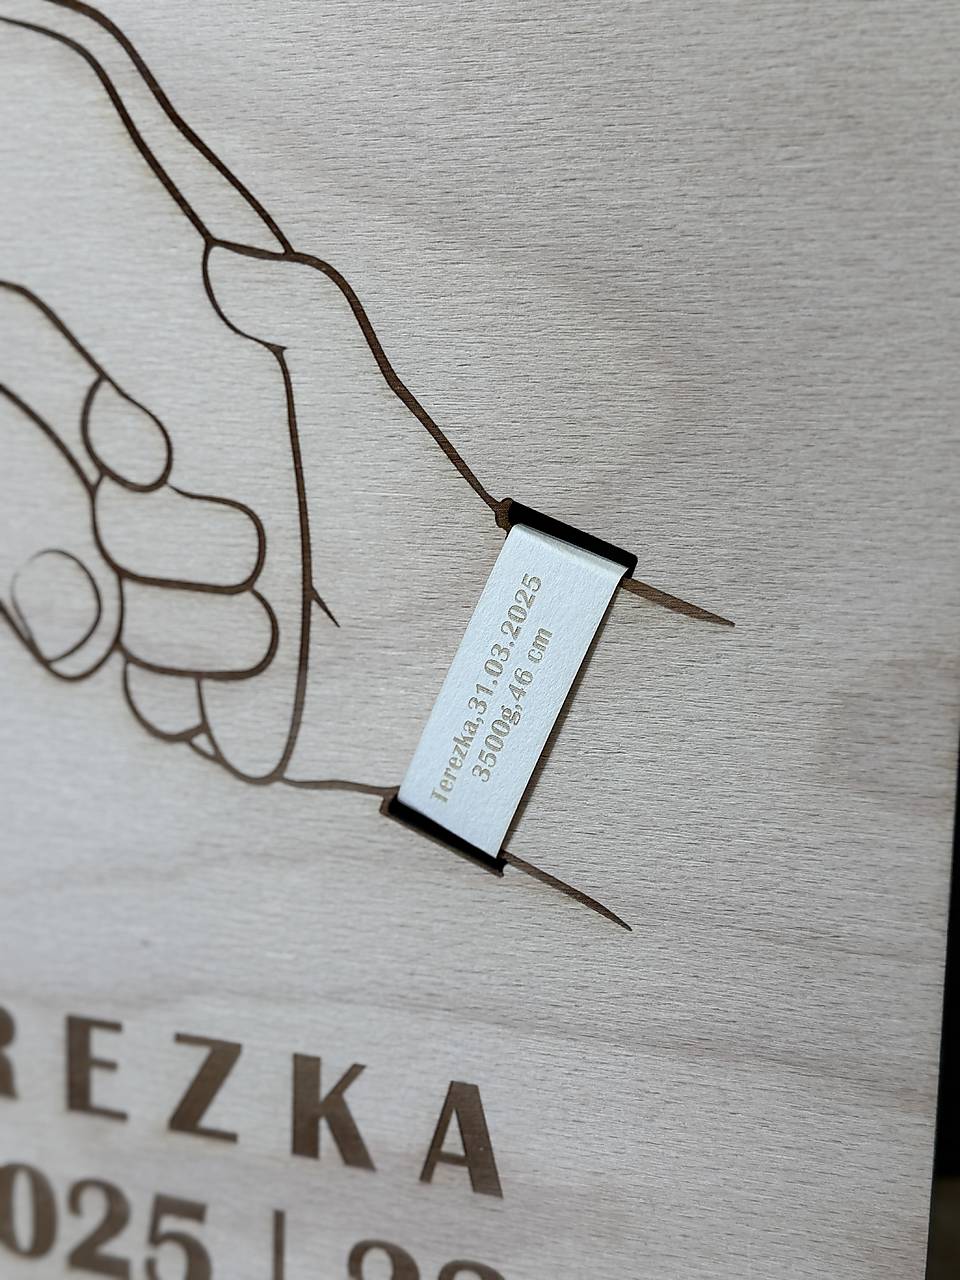 Terezka, 31.03.2025
3500g, 46 cm
REZKA
025 |